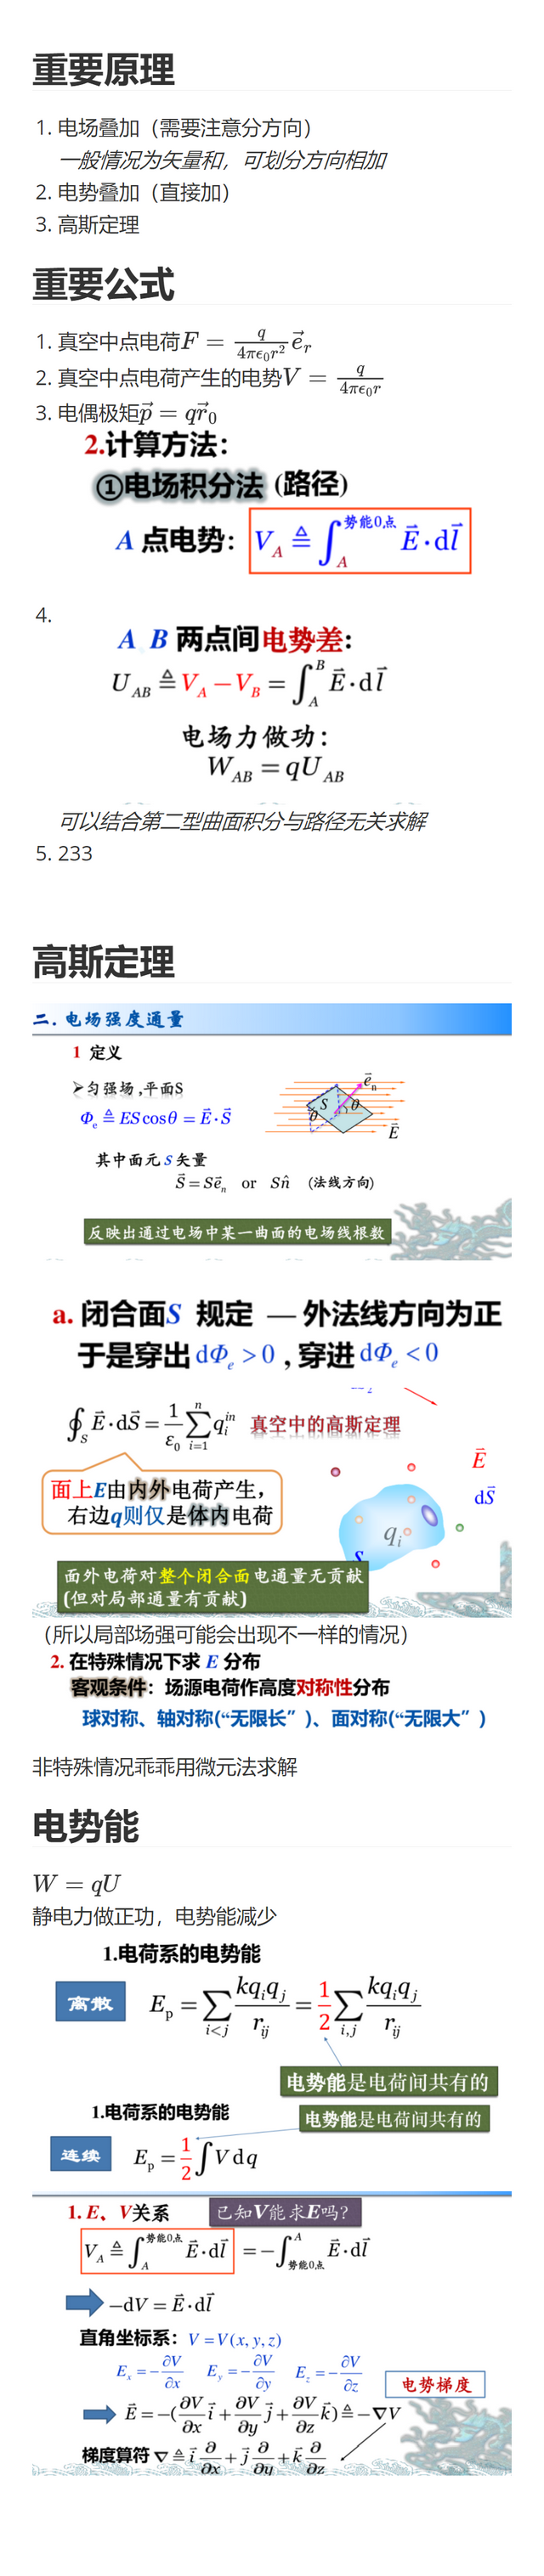 重要原理
1. 电场叠加（需要注意分方向）
一般情况为矢量和，可划分方向相加
2. 电势叠加（直接加）
3. 高斯定理
重要公式
1. 真空中点电荷F = q/(4πϵ₀r²) e⃗ᵣ
2. 真空中点电荷产生的电势V = q/(4πϵ₀r)
3. 电偶极矩p⃗ = qr⃗₀
2.计算方法：
①电场积分法 (路径)
A 点电势： V_A ≜ ∫_A^势能0点 E⃗·dl⃗
4.
A B 两点间电势差：
U_AB ≜ V_A − V_B = ∫_A^B E⃗·dl⃗
电场力做功：
W_AB = qU_AB
可以结合第二型曲面积分与路径无关求解
5. 233
高斯定理
二. 电场强度通量
1 定义
➢匀强场,平面S
Φₑ ≜ ES cosθ = E⃗·S⃗
S θ θ e⃗ₙ E⃗
其中面元 S 矢量
S⃗ = Se⃗ₙ or Sn̂ (法线方向)
反映出通过电场中某一曲面的电场线根数
a. 闭合面S 规定 — 外法线方向为正
于是穿出 dΦₑ > 0 , 穿进 dΦₑ < 0
∮_S E⃗·dS⃗ = 1/ε₀ ∑_{i=1}^n qᵢⁱⁿ 真空中的高斯定理
面上E由内外电荷产生，
右边q则仅是体内电荷
E⃗
dS⃗
qᵢ
S
面外电荷对整个闭合面电通量无贡献
(但对局部通量有贡献)
（所以局部场强可能会出现不一样的情况）
2. 在特殊情况下求 E 分布
客观条件：场源电荷作高度对称性分布
球对称、轴对称(“无限长”)、面对称(“无限大”)
非特殊情况乖乖用微元法求解
电势能
W = qU
静电力做正功，电势能减少
1.电荷系的电势能
离散 E_p = ∑_{i<j} kqᵢqⱼ/rᵢⱼ = 1/2 ∑_{i,j} kqᵢqⱼ/rᵢⱼ
电势能是电荷间共有的
1.电荷系的电势能
电势能是电荷间共有的
连续 E_p = 1/2 ∫V dq
1. E、V关系 已知V能求E吗?
V_A ≜ ∫_A^势能0点 E⃗·dl⃗ = −∫_势能0点^A E⃗·dl⃗
−dV = E⃗·dl⃗
直角坐标系： V = V(x, y, z)
Eₓ = −∂V/∂x E_y = −∂V/∂y E_z = −∂V/∂z
电势梯度
E⃗ = −(∂V/∂x i⃗ + ∂V/∂y j⃗ + ∂V/∂z k⃗) ≜ −∇V
梯度算符 ∇ ≜ i⃗ ∂/∂x + j⃗ ∂/∂y + k⃗ ∂/∂z